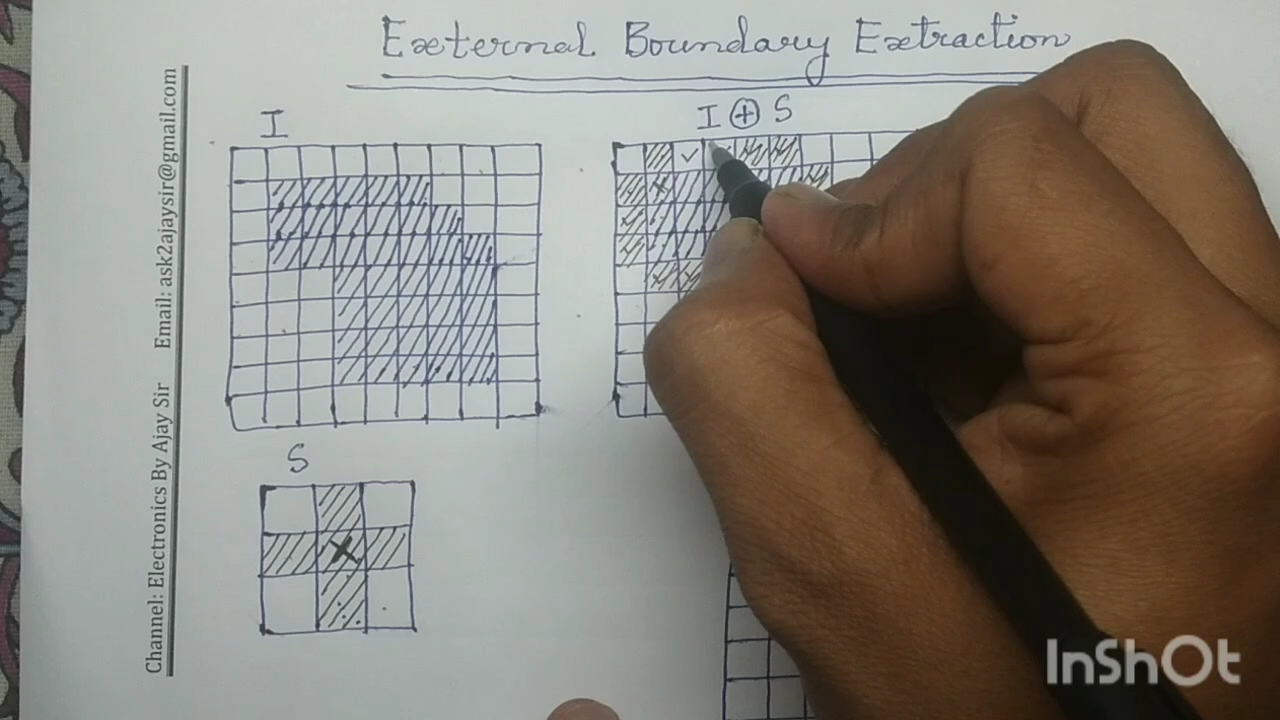 External Boundary Extraction
I
I ⊕ S
S
Channel: Electronics By Ajay Sir Email: ask2ajaysir@gmail.com
InShOt